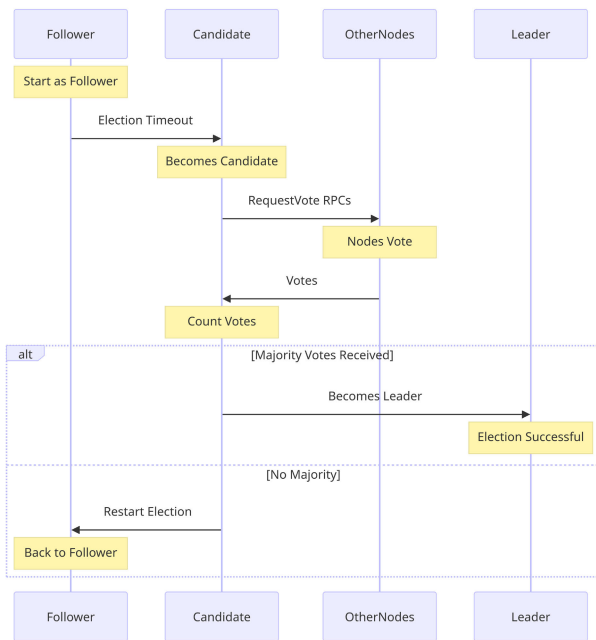 Follower
Candidate
OtherNodes
Leader
Start as Follower
Election Timeout
Becomes Candidate
RequestVote RPCs
Nodes Vote
Votes
Count Votes
alt
[Majority Votes Received]
Becomes Leader
Election Successful
[No Majority]
Restart Election
Back to Follower
Follower
Candidate
OtherNodes
Leader